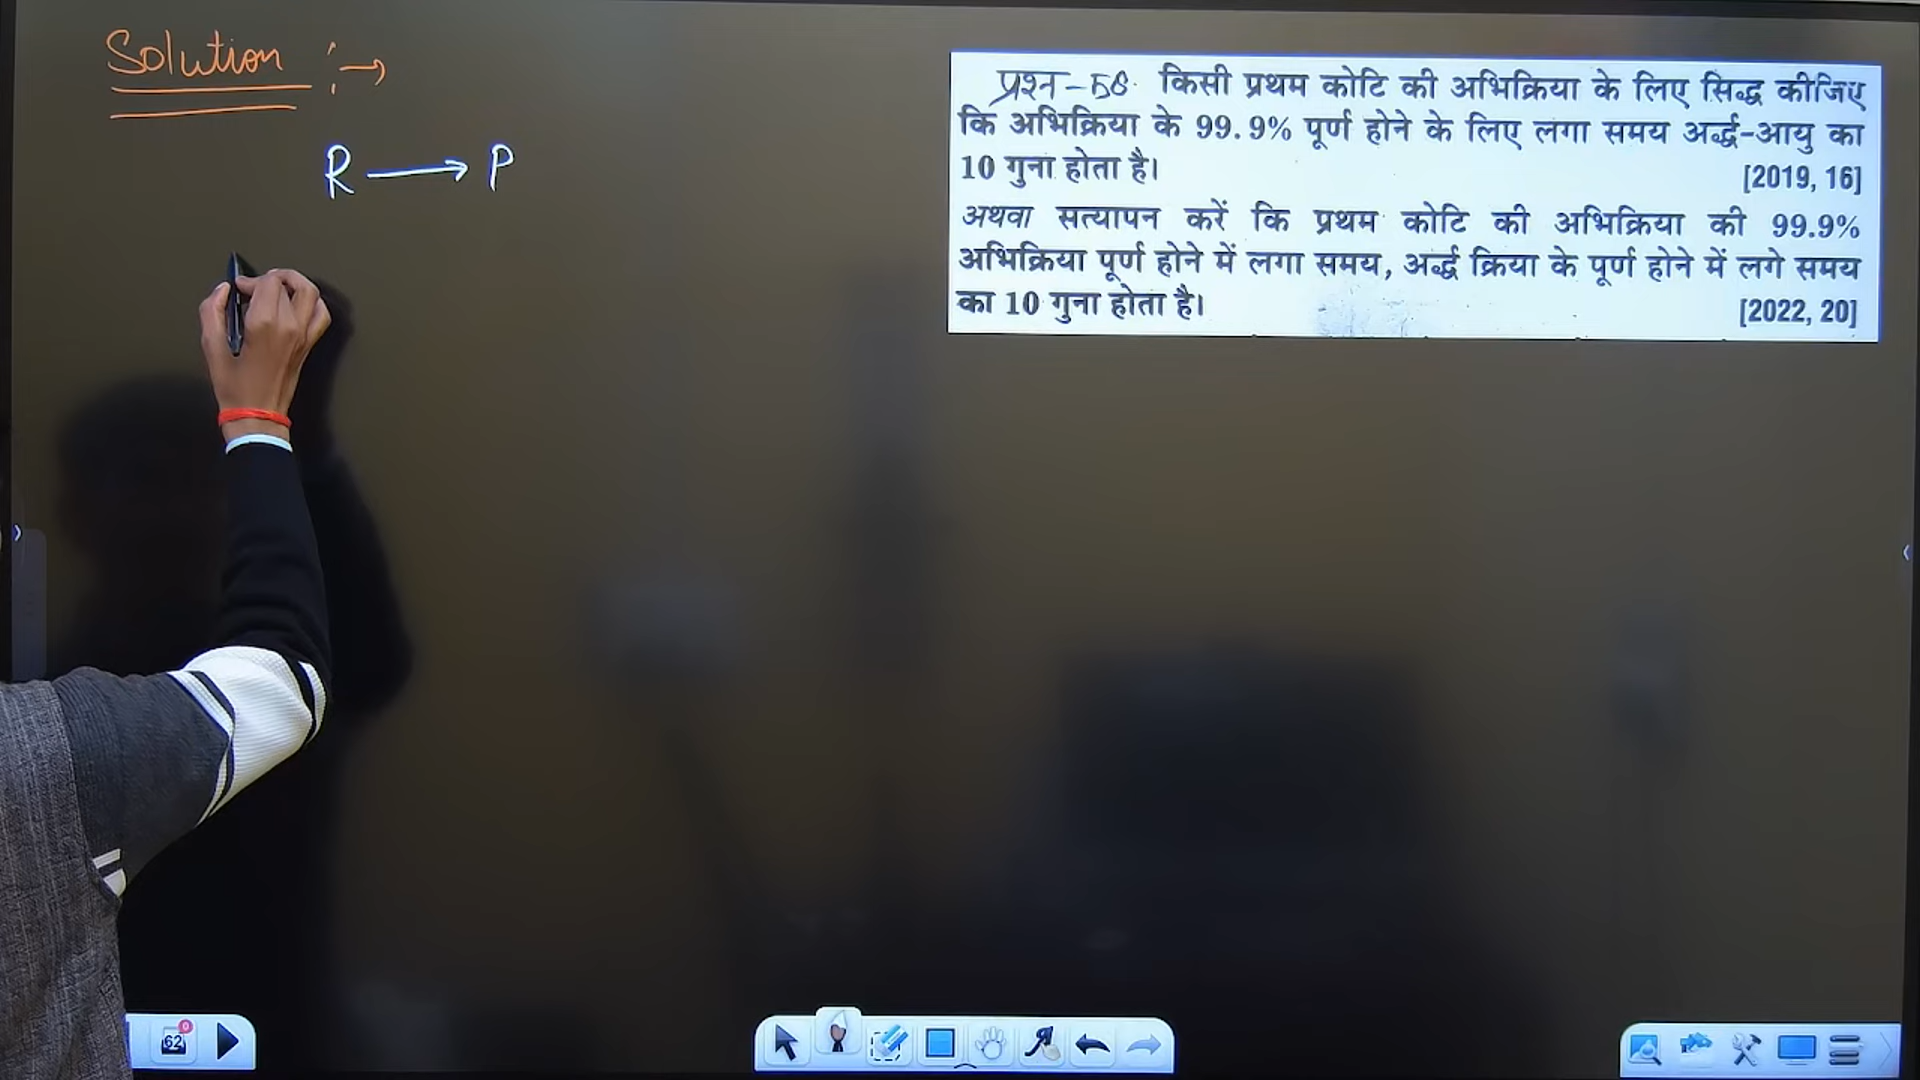 Solution :→
R ⟶ P
प्रश्न-58. किसी प्रथम कोटि की अभिक्रिया के लिए सिद्ध कीजिए
कि अभिक्रिया के 99.9% पूर्ण होने के लिए लगा समय अर्द्ध-आयु का
10 गुना होता है।
[2019, 16]
अथवा सत्यापन करें कि प्रथम कोटि की अभिक्रिया की 99.9%
अभिक्रिया पूर्ण होने में लगा समय, अर्द्ध क्रिया के पूर्ण होने में लगे समय
का 10 गुना होता है।
[2022, 20]
62
0